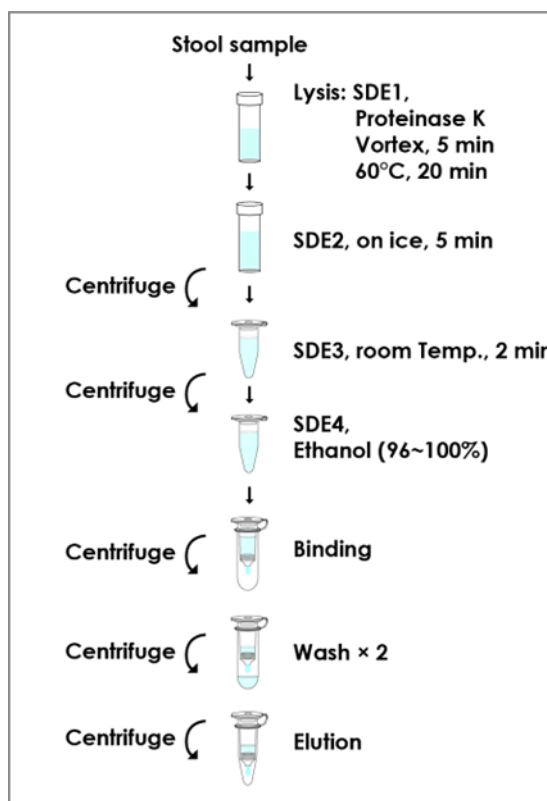 Stool sample
Lysis: SDE1,
Proteinase K
Vortex, 5 min
60°C, 20 min
SDE2, on ice, 5 min
Centrifuge
SDE3, room Temp., 2 min
Centrifuge
SDE4,
Ethanol (96~100%)
Centrifuge
Binding
Centrifuge
Wash × 2
Centrifuge
Elution